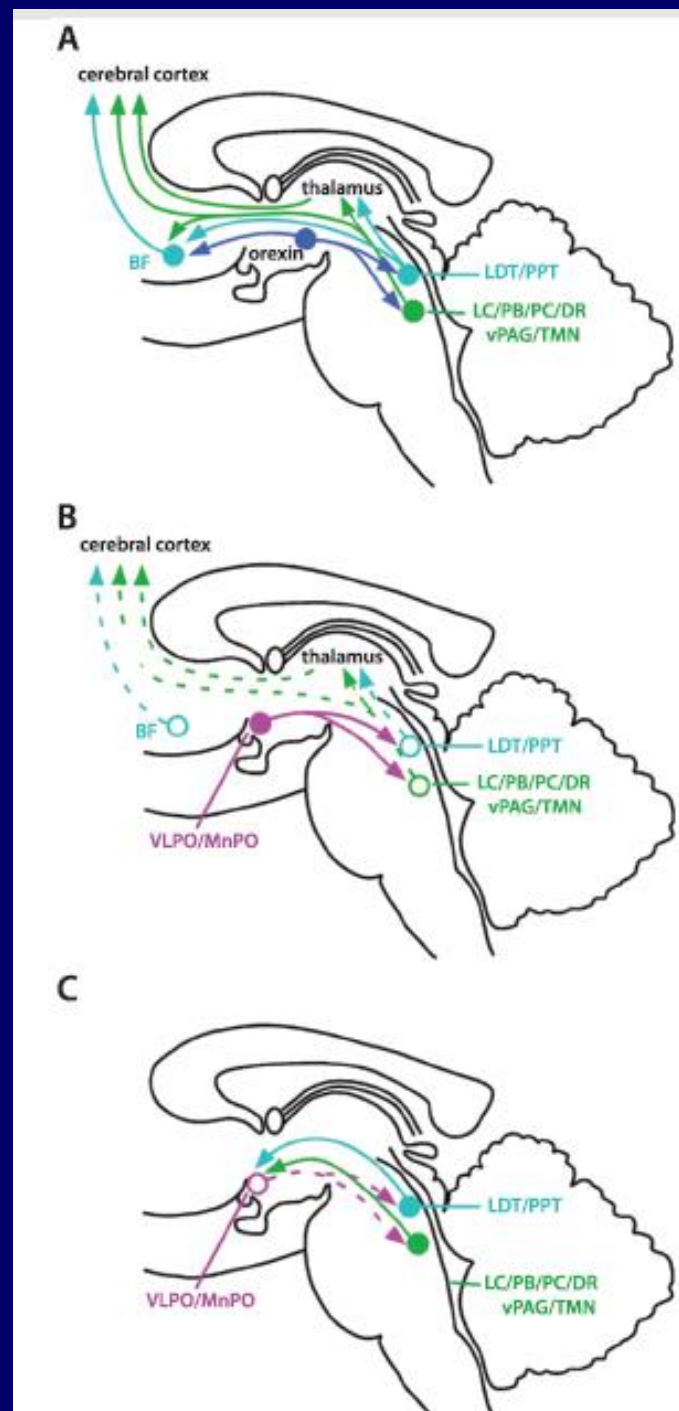 A
cerebral cortex
thalamus
orexin
BF
LDT/PPT
LC/PB/PC/DR
vPAG/TMN
B
cerebral cortex
thalamus
BF
LDT/PPT
LC/PB/PC/DR
vPAG/TMN
VLPO/MnPO
C
LDT/PPT
LC/PB/PC/DR
vPAG/TMN
VLPO/MnPO